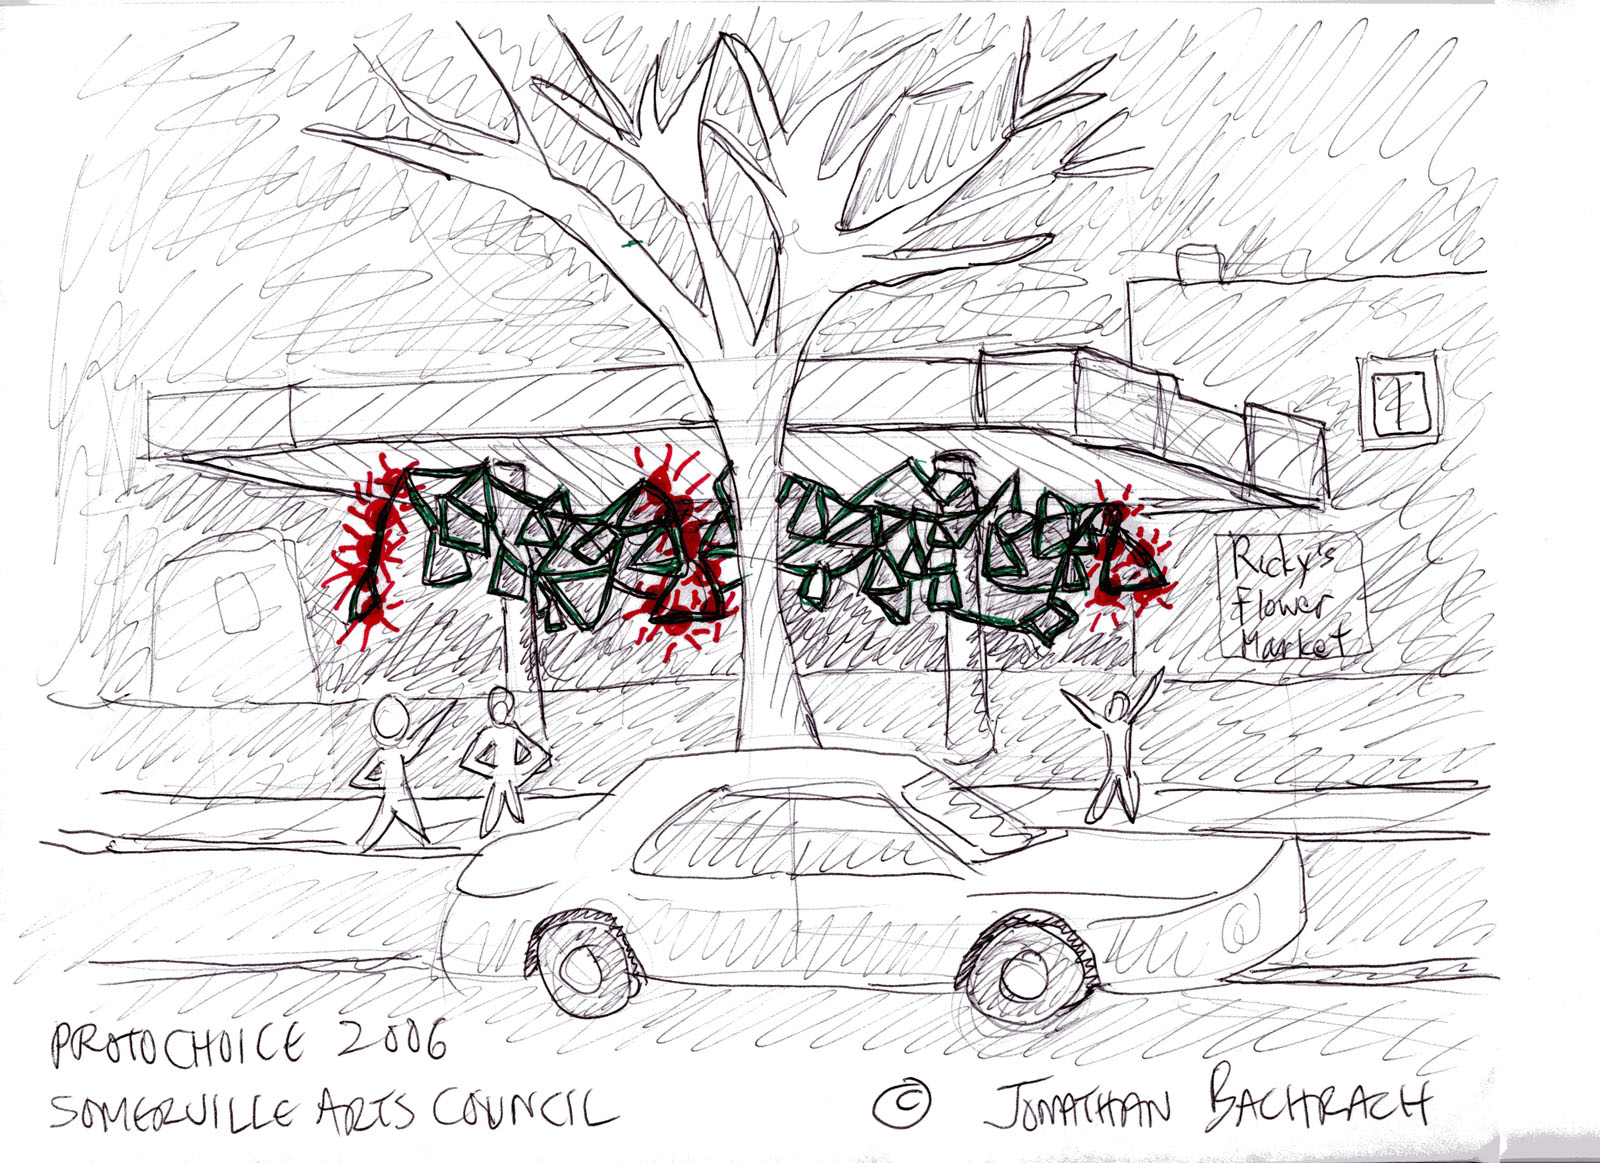 Ricky's
flower
Market
PROTOCHOICE 2006
SOMERVILLE ARTS COUNCIL
© JONATHAN BACHRACH